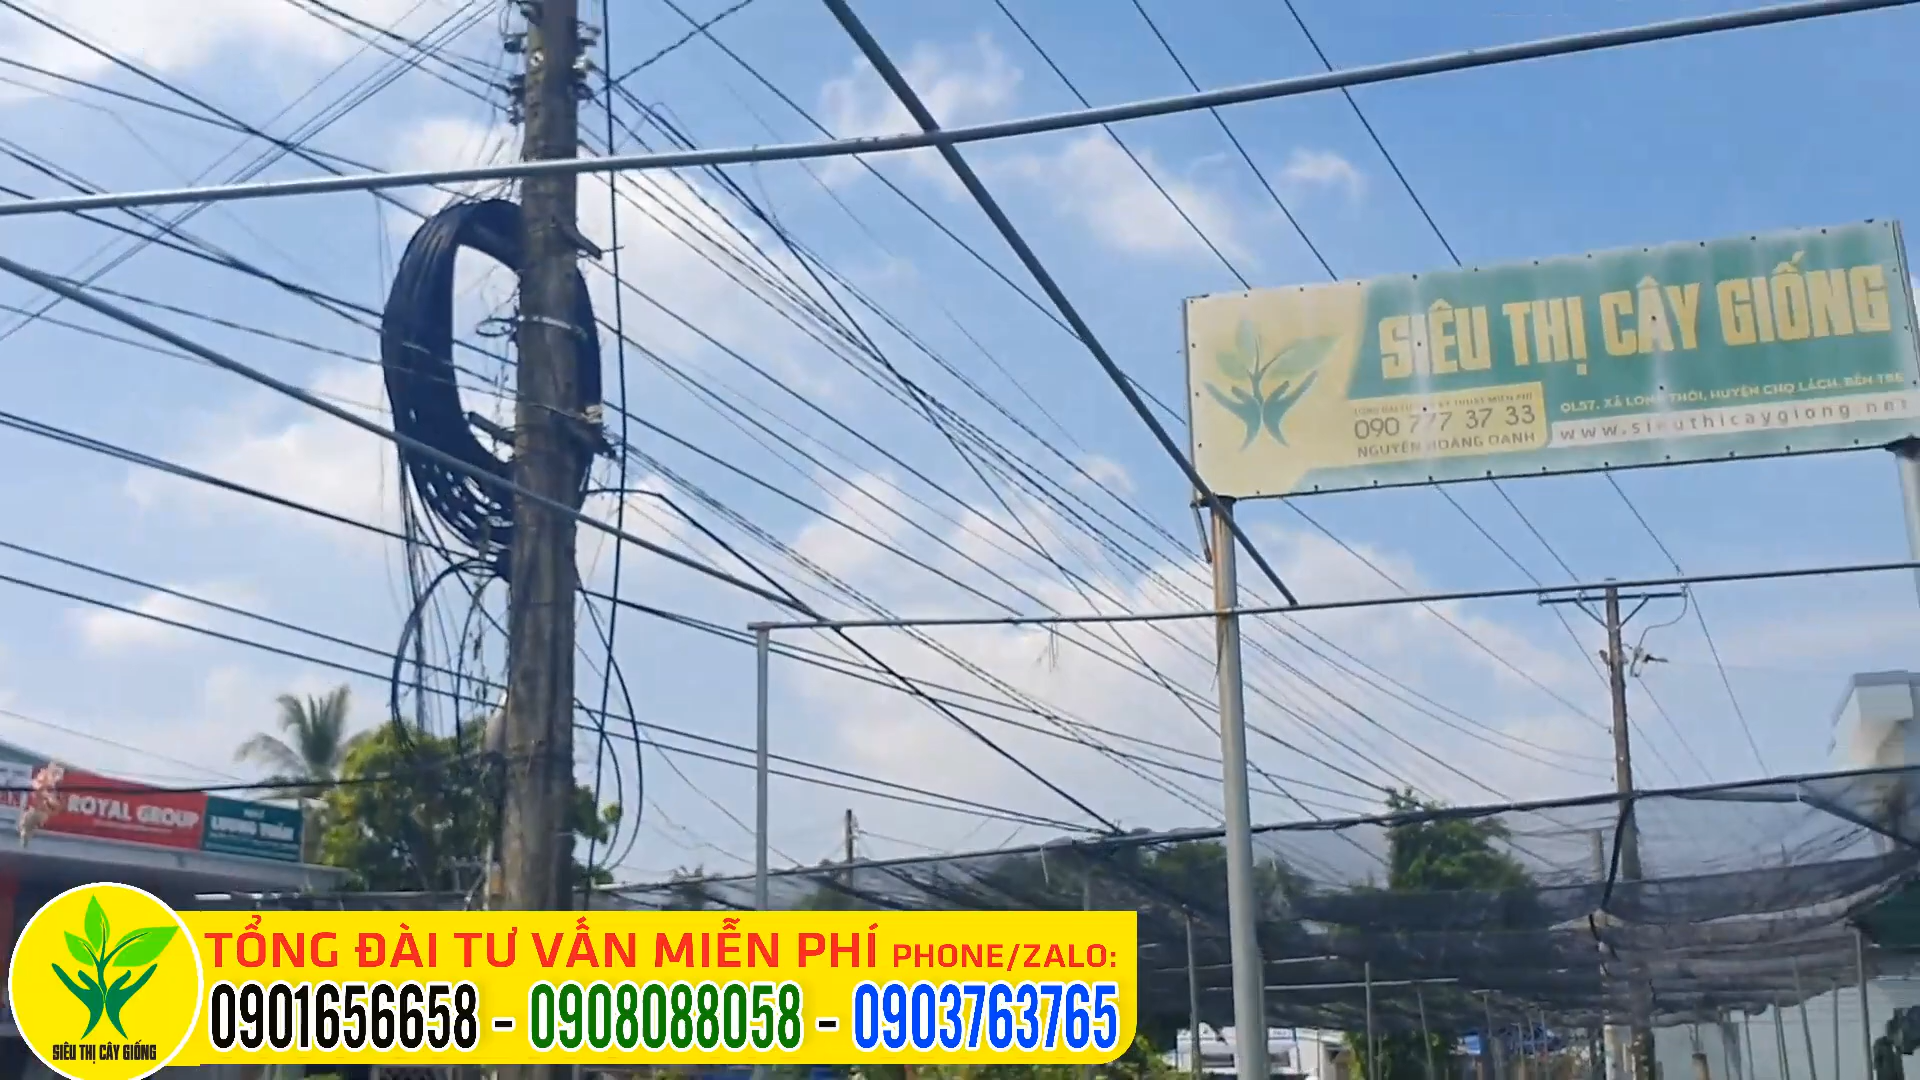 SIÊU THỊ CÂY GIỐNG
QL57, XÃ LONG THỚI, HUYỆN CHỢ LÁCH, BẾN TRE
090 777 37 33
www.sieuthicaygiong.net
NGUYỄN HOÀNG OANH
ROYAL GROUP
TỔNG ĐÀI TƯ VẤN MIỄN PHÍ PHONE/ZALO:
0901656658 - 0908088058 - 0903763765
SIÊU THỊ CÂY GIỐNG